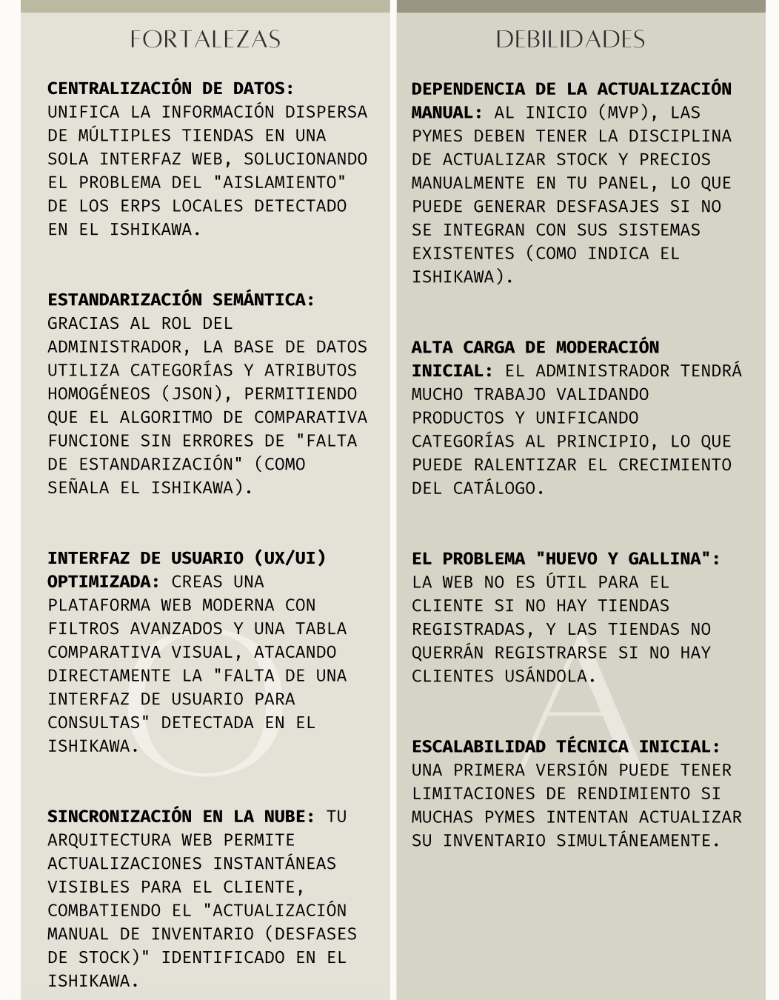 FORTALEZAS
CENTRALIZACIÓN DE DATOS:
UNIFICA LA INFORMACIÓN DISPERSA
DE MÚLTIPLES TIENDAS EN UNA
SOLA INTERFAZ WEB, SOLUCIONANDO
EL PROBLEMA DEL "AISLAMIENTO"
DE LOS ERPS LOCALES DETECTADO
EN EL ISHIKAWA.
ESTANDARIZACIÓN SEMÁNTICA:
GRACIAS AL ROL DEL
ADMINISTRADOR, LA BASE DE DATOS
UTILIZA CATEGORÍAS Y ATRIBUTOS
HOMOGÉNEOS (JSON), PERMITIENDO
QUE EL ALGORITMO DE COMPARATIVA
FUNCIONE SIN ERRORES DE "FALTA
DE ESTANDARIZACIÓN" (COMO
SEÑALA EL ISHIKAWA).
INTERFAZ DE USUARIO (UX/UI)
OPTIMIZADA: CREAS UNA
PLATAFORMA WEB MODERNA CON
FILTROS AVANZADOS Y UNA TABLA
COMPARATIVA VISUAL, ATACANDO
DIRECTAMENTE LA "FALTA DE UNA
INTERFAZ DE USUARIO PARA
CONSULTAS" DETECTADA EN EL
ISHIKAWA.
O
SINCRONIZACIÓN EN LA NUBE: TU
ARQUITECTURA WEB PERMITE
ACTUALIZACIONES INSTANTÁNEAS
VISIBLES PARA EL CLIENTE,
COMBATIENDO EL "ACTUALIZACIÓN
MANUAL DE INVENTARIO (DESFASES
DE STOCK)" IDENTIFICADO EN EL
ISHIKAWA.
DEBILIDADES
DEPENDENCIA DE LA ACTUALIZACIÓN
MANUAL: AL INICIO (MVP), LAS
PYMES DEBEN TENER LA DISCIPLINA
DE ACTUALIZAR STOCK Y PRECIOS
MANUALMENTE EN TU PANEL, LO QUE
PUEDE GENERAR DESFASAJES SI NO
SE INTEGRAN CON SUS SISTEMAS
EXISTENTES (COMO INDICA EL
ISHIKAWA).
ALTA CARGA DE MODERACIÓN
INICIAL: EL ADMINISTRADOR TENDRÁ
MUCHO TRABAJO VALIDANDO
PRODUCTOS Y UNIFICANDO
CATEGORÍAS AL PRINCIPIO, LO QUE
PUEDE RALENTIZAR EL CRECIMIENTO
DEL CATÁLOGO.
EL PROBLEMA "HUEVO Y GALLINA":
LA WEB NO ES ÚTIL PARA EL
CLIENTE SI NO HAY TIENDAS
REGISTRADAS, Y LAS TIENDAS NO
QUERRÁN REGISTRARSE SI NO HAY
CLIENTES USÁNDOLA.
A
ESCALABILIDAD TÉCNICA INICIAL:
UNA PRIMERA VERSIÓN PUEDE TENER
LIMITACIONES DE RENDIMIENTO SI
MUCHAS PYMES INTENTAN ACTUALIZAR
SU INVENTARIO SIMULTÁNEAMENTE.